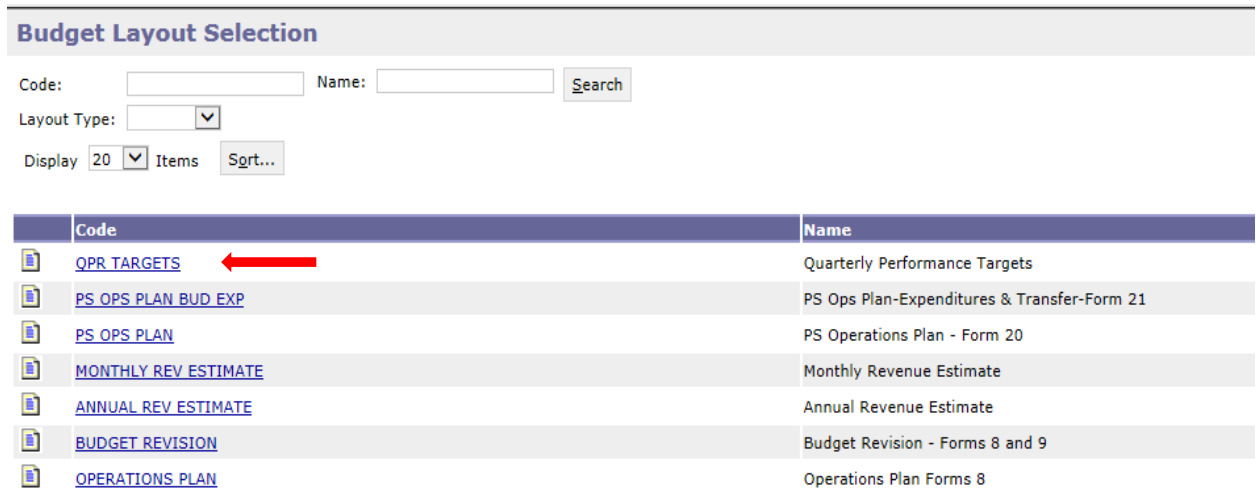 Budget Layout Selection
Code: Name: Search
Layout Type:
Display 20 Items Sort...
Code Name
QPR TARGETS Quarterly Performance Targets
PS OPS PLAN BUD EXP PS Ops Plan-Expenditures & Transfer-Form 21
PS OPS PLAN PS Operations Plan - Form 20
MONTHLY REV ESTIMATE Monthly Revenue Estimate
ANNUAL REV ESTIMATE Annual Revenue Estimate
BUDGET REVISION Budget Revision - Forms 8 and 9
OPERATIONS PLAN Operations Plan Forms 8